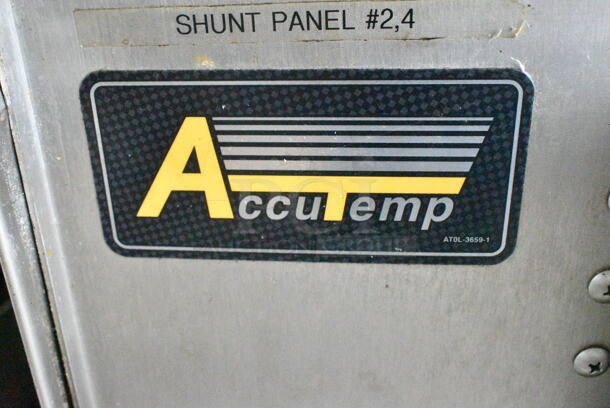 SHUNT PANEL #2,4
AccuTemp
AT0L-3659-1